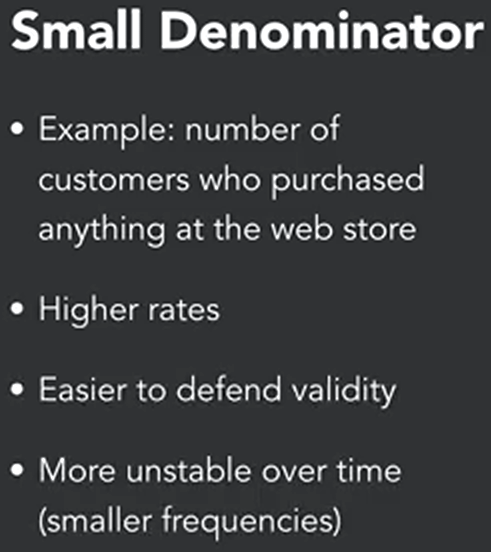 Small Denominator
• Example: number of
customers who purchased
anything at the web store
• Higher rates
• Easier to defend validity
• More unstable over time
(smaller frequencies)